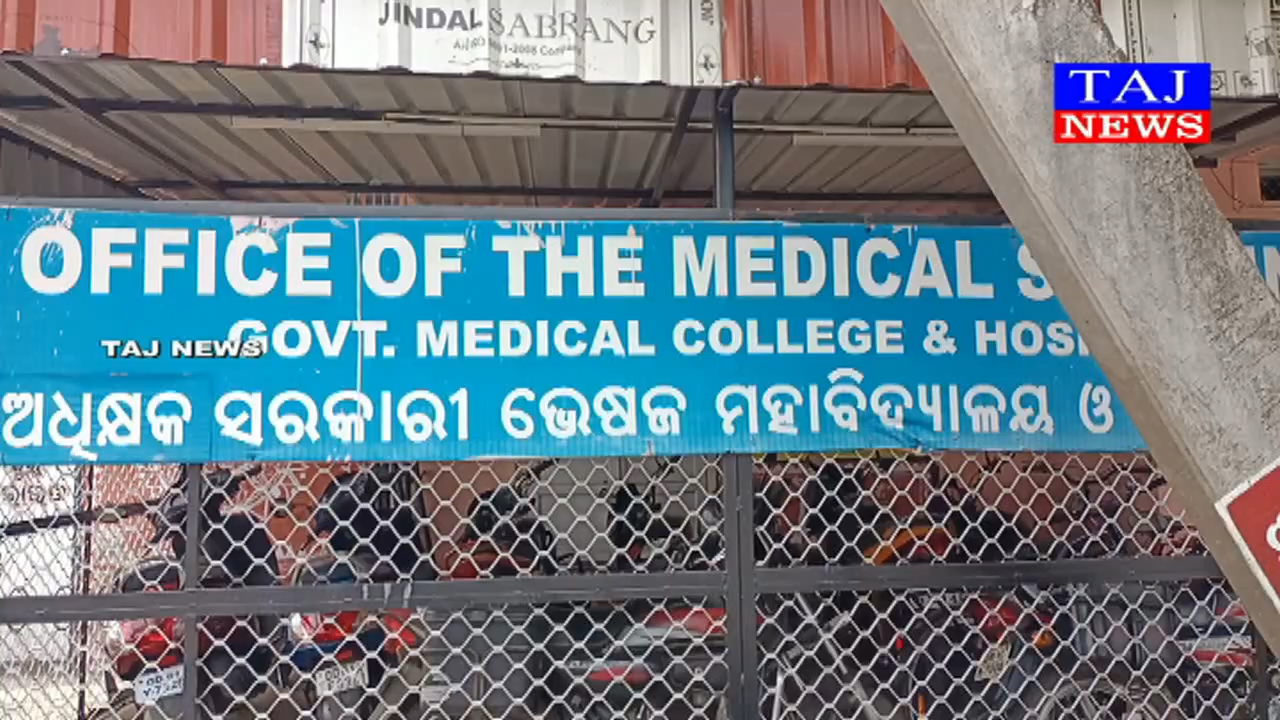 JINDAL SABRANG
TAJ
NEWS
OFFICE OF THE MEDICAL
GOVT. MEDICAL COLLEGE &
TAJ NEWS
ଅଧିକ୍ଷକ ସରକାରୀ ଭେଷଜ ମହାବିଦ୍ୟାଳୟ ଓ